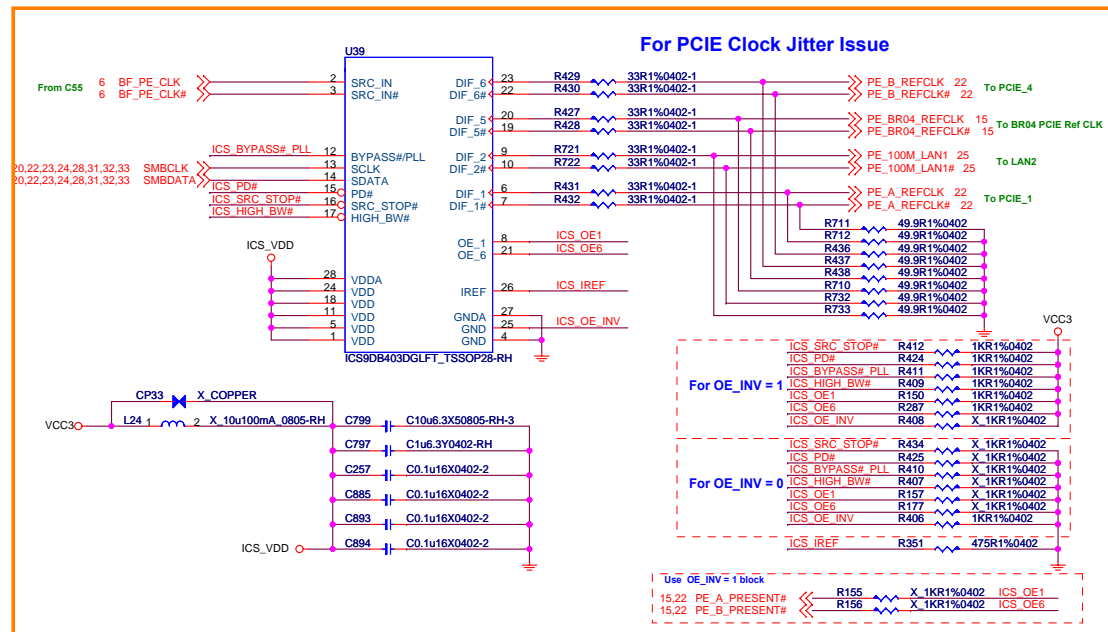 For PCIE Clock Jitter Issue
U39
From C55
6 BF_PE_CLK
6 BF_PE_CLK#
2 SRC_IN
3 SRC_IN#
ICS_BYPASS#_PLL 12 BYPASS#/PLL
20,22,23,24,28,31,32,33 SMBCLK 13 SCLK
20,22,23,24,28,31,32,33 SMBDATA 14 SDATA
ICS_PD# 15 PD#
ICS_SRC_STOP# 16 SRC_STOP#
ICS_HIGH_BW# 17 HIGH_BW#
ICS_VDD
28 VDDA
24 VDD
18 VDD
11 VDD
5 VDD
1 VDD
DIF_6 23 R429 33R1%0402-1 PE_B_REFCLK 22
DIF_6# 22 R430 33R1%0402-1 PE_B_REFCLK# 22
To PCIE_4
DIF_5 20 R427 33R1%0402-1 PE_BR04_REFCLK 15
DIF_5# 19 R428 33R1%0402-1 PE_BR04_REFCLK# 15
To BR04 PCIE Ref CLK
DIF_2 9 R721 33R1%0402-1 PE_100M_LAN1 25
DIF_2# 10 R722 33R1%0402-1 PE_100M_LAN1# 25
To LAN2
DIF_1 6 R431 33R1%0402-1 PE_A_REFCLK 22
DIF_1# 7 R432 33R1%0402-1 PE_A_REFCLK# 22
To PCIE_1
OE_1 8 ICS_OE1
OE_6 21 ICS_OE6
IREF 26 ICS_IREF
GNDA 27
GND 25 ICS_OE_INV
GND 4
ICS9DB403DGLFT_TSSOP28-RH
R711 49.9R1%0402
R712 49.9R1%0402
R436 49.9R1%0402
R437 49.9R1%0402
R438 49.9R1%0402
R710 49.9R1%0402
R732 49.9R1%0402
R733 49.9R1%0402
VCC3
For OE_INV = 1
ICS_SRC_STOP# R412 1KR1%0402
ICS_PD# R424 1KR1%0402
ICS_BYPASS#_PLL R411 1KR1%0402
ICS_HIGH_BW# R409 1KR1%0402
ICS_OE1 R150 1KR1%0402
ICS_OE6 R287 1KR1%0402
ICS_OE_INV R408 X_1KR1%0402
For OE_INV = 0
ICS_SRC_STOP# R434 X_1KR1%0402
ICS_PD# R425 X_1KR1%0402
ICS_BYPASS#_PLL R410 X_1KR1%0402
ICS_HIGH_BW# R407 X_1KR1%0402
ICS_OE1 R157 X_1KR1%0402
ICS_OE6 R177 X_1KR1%0402
ICS_OE_INV R406 1KR1%0402
ICS_IREF R351 475R1%0402
CP33 X_COPPER
VCC3
L24 1 2 X_10u100mA_0805-RH
C799 C10u6.3X50805-RH-3
C797 C1u6.3Y0402-RH
C257 C0.1u16X0402-2
C885 C0.1u16X0402-2
C893 C0.1u16X0402-2
ICS_VDD C894 C0.1u16X0402-2
Use OE_INV = 1 block
15,22 PE_A_PRESENT# R155 X_1KR1%0402 ICS_OE1
15,22 PE_B_PRESENT# R156 X_1KR1%0402 ICS_OE6